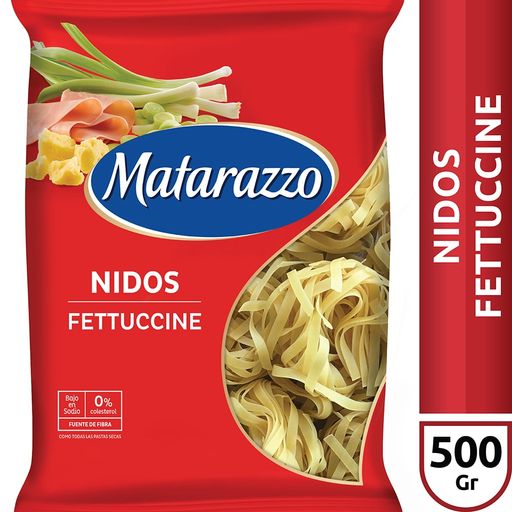 Matarazzo
NIDOS
FETTUCCINE
Bajo
en
Sodio
0%
colesterol
FUENTE DE FIBRA
COMO TODAS LAS PASTAS SECAS
NIDOS
FETTUCCINE
500
Gr